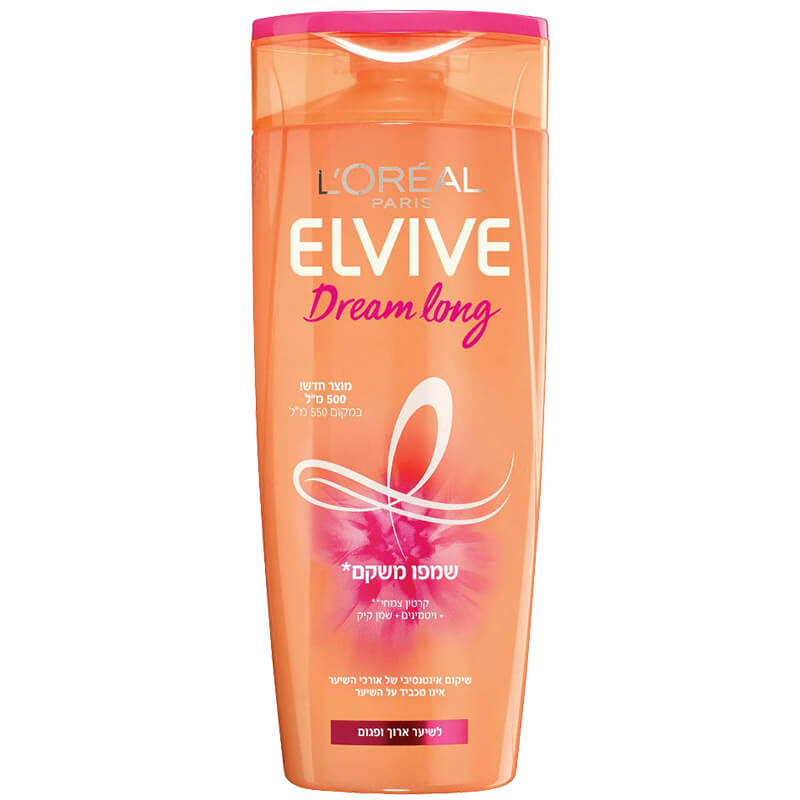 L'ORÉAL
PARIS
ELVIVE
Dream long
מוצר חדש!
500 מ"ל
במקום 550 מ"ל
שמפו משקם*
קרטין צמחי**
+ ויטמינים + שמן קיק
שיקום אינטנסיבי של אורכי השיער
אינו מכביד על השיער
לשיער ארוך ופגום